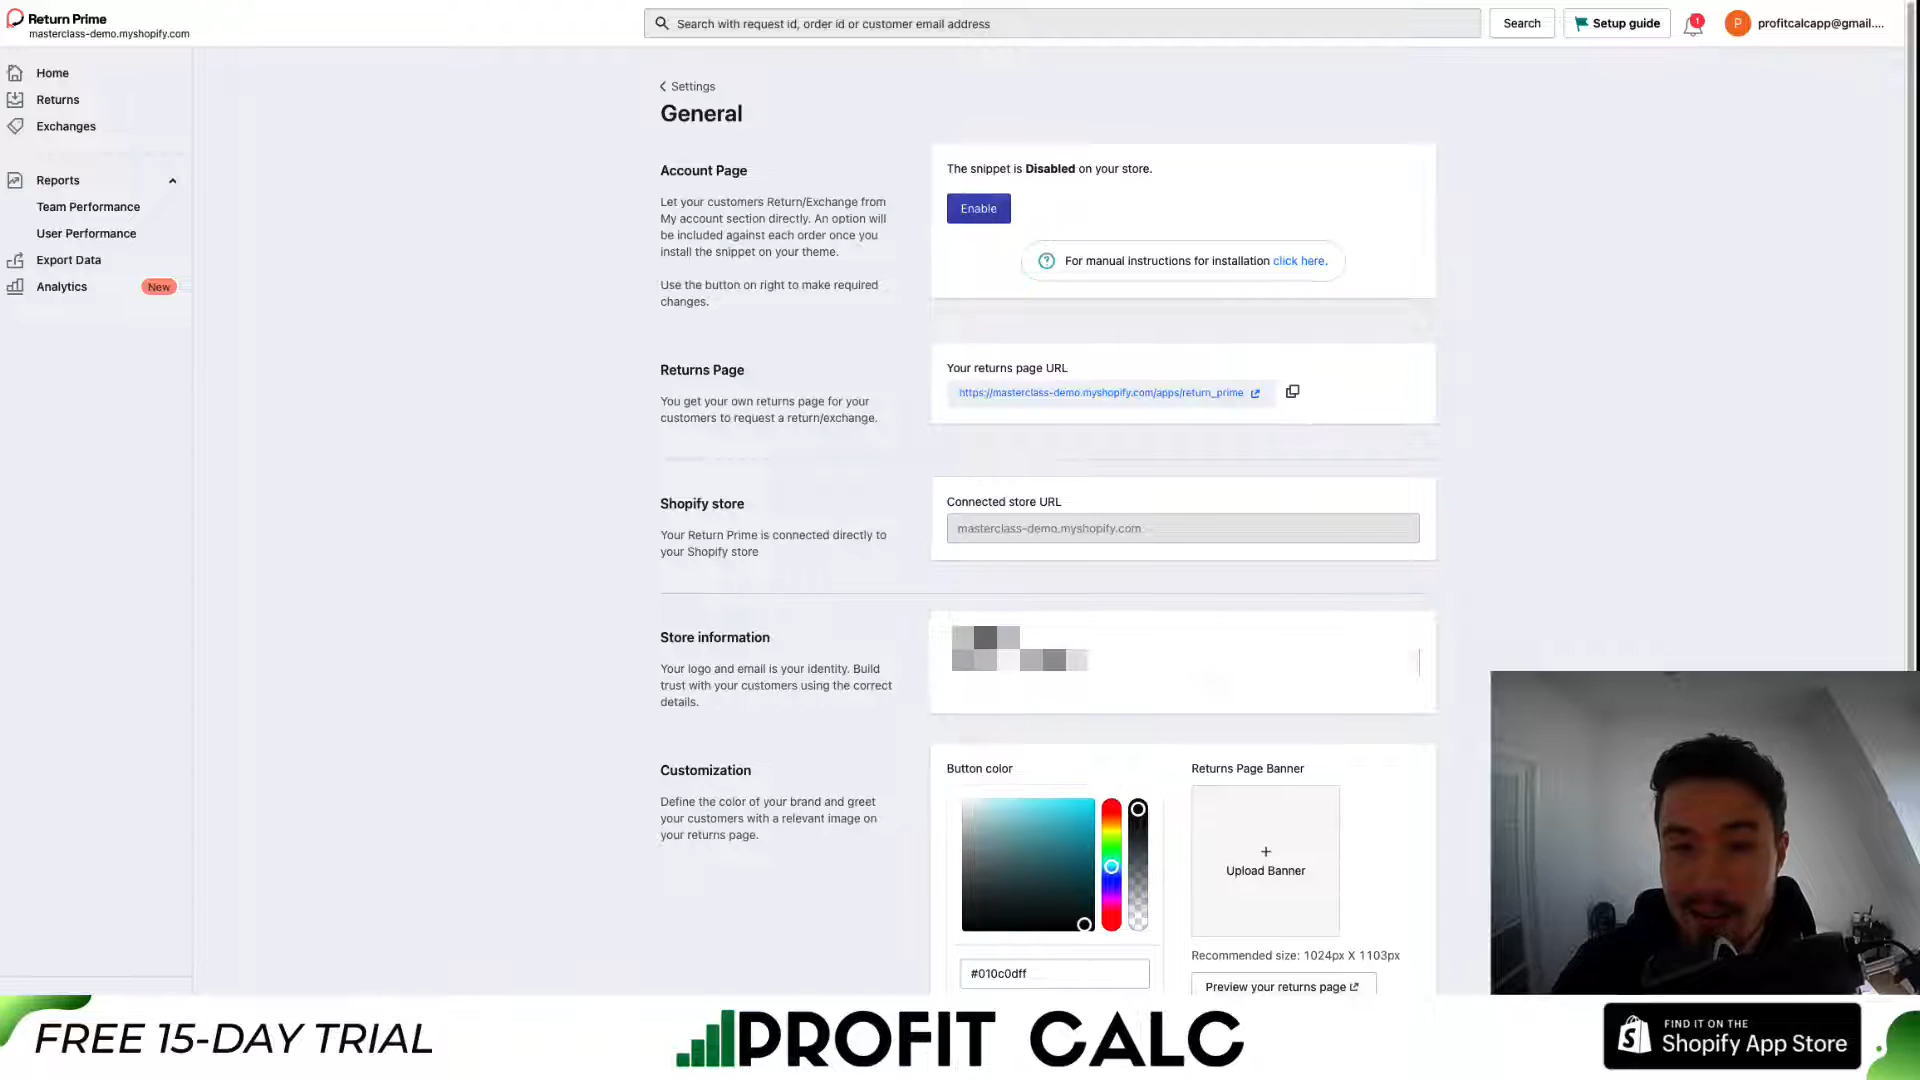 Return Prime
masterclass-demo.myshopify.com
Search with request id, order id or customer email address
Search
Setup guide
1
P
profitcalcapp@gmail....
Home
Returns
Exchanges
Reports
Team Performance
User Performance
Export Data
Analytics
New
Settings
General
Account Page
Let your customers Return/Exchange from
My account section directly. An option will
be included against each order once you
install the snippet on your theme.
Use the button on right to make required
changes.
The snippet is Disabled on your store.
Enable
For manual instructions for installation click here.
Returns Page
You get your own returns page for your
customers to request a return/exchange.
Your returns page URL
https://masterclass-demo.myshopify.com/apps/return_prime
Shopify store
Your Return Prime is connected directly to
your Shopify store
Connected store URL
masterclass-demo.myshopify.com
Store information
Your logo and email is your identity. Build
trust with your customers using the correct
details.
Customization
Define the color of your brand and greet
your customers with a relevant image on
your returns page.
Button color
#010c0dff
Returns Page Banner
+
Upload Banner
Recommended size: 1024px X 1103px
Preview your returns page
FREE 15-DAY TRIAL
PROFIT CALC
FIND IT ON THE
Shopify App Store